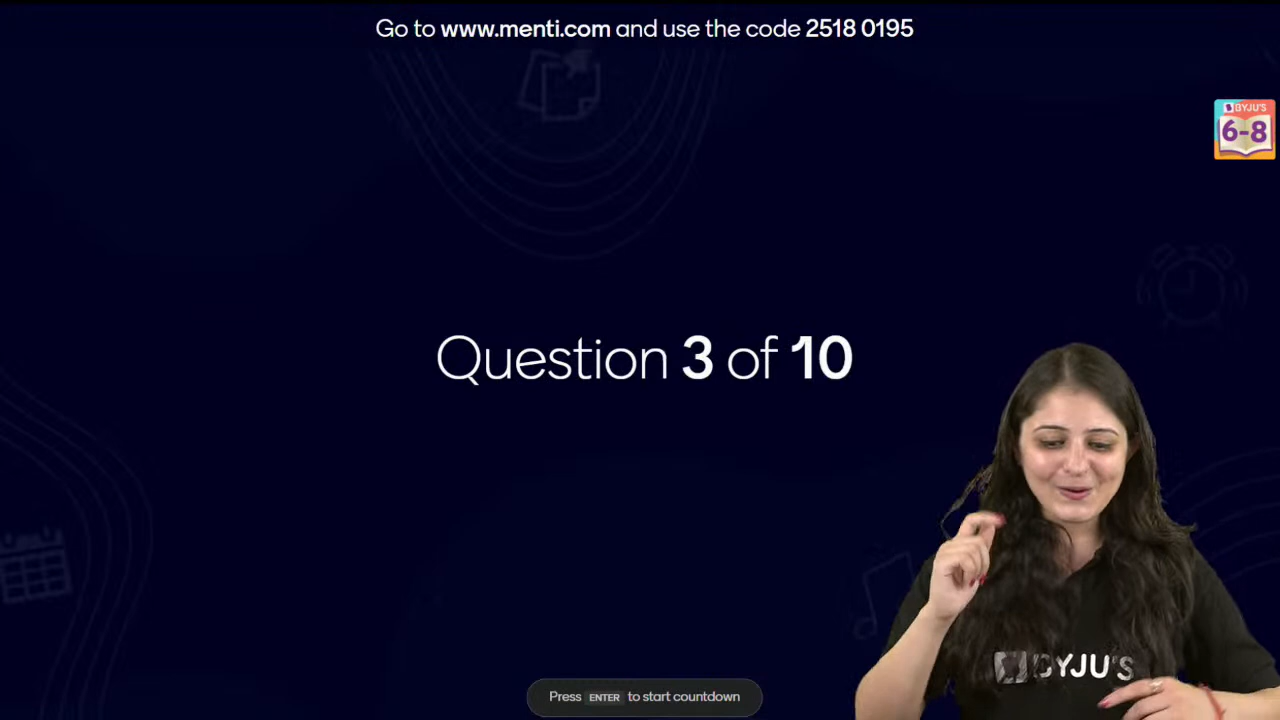 Go to www.menti.com and use the code 2518 0195
BYJU'S
6-8
Question 3 of 10
BYJU'S
Press ENTER to start countdown